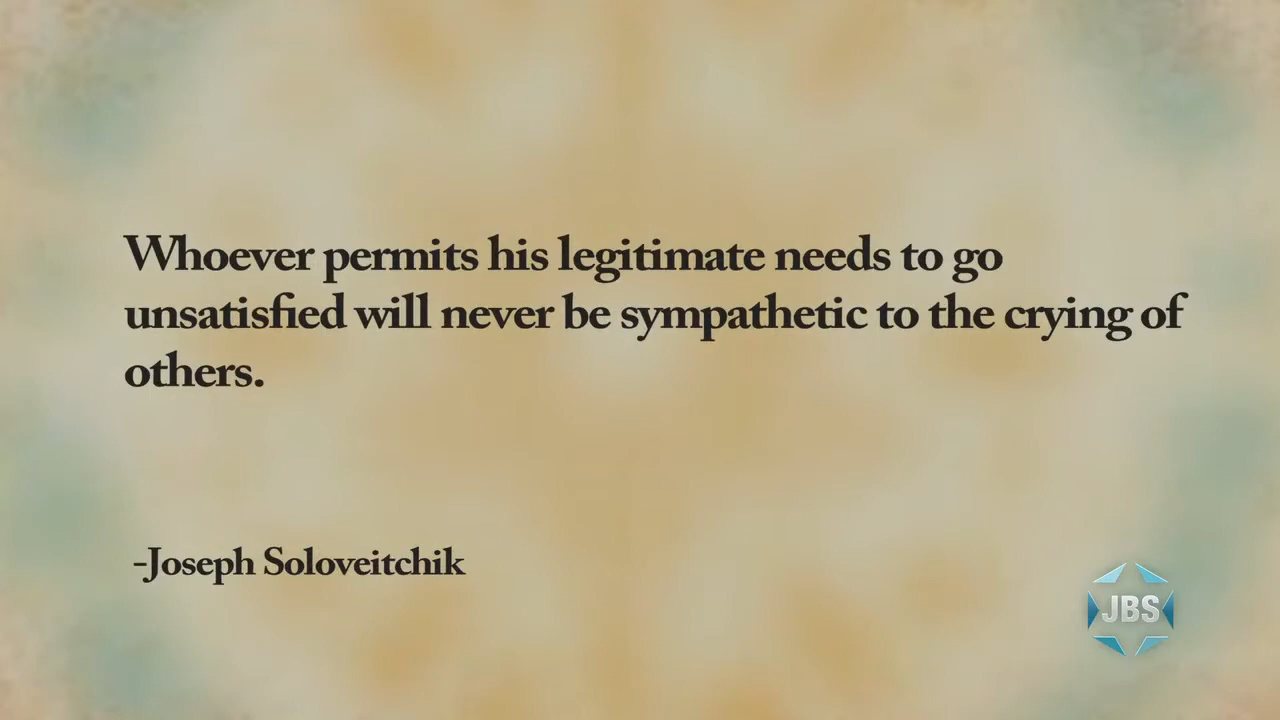 Whoever permits his legitimate needs to go
unsatisfied will never be sympathetic to the crying of
others.
-Joseph Soloveitchik
JBS